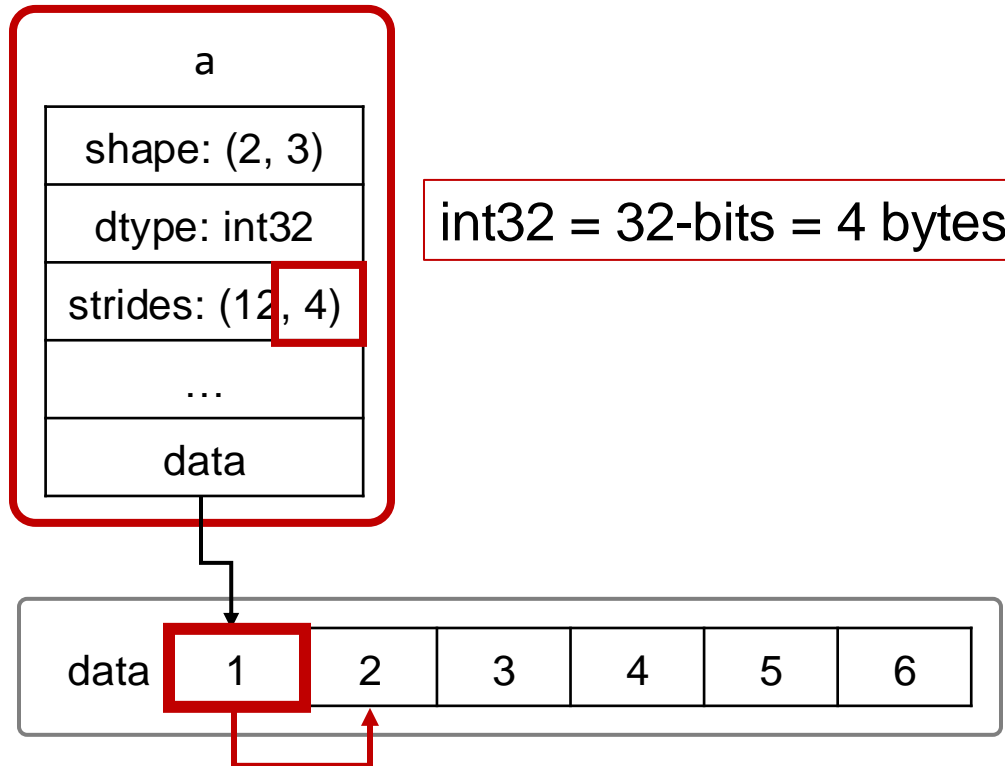 a
shape: (2, 3)
dtype: int32
int32 = 32-bits = 4 bytes
strides: (12, 4)
...
data
data 1 2 3 4 5 6